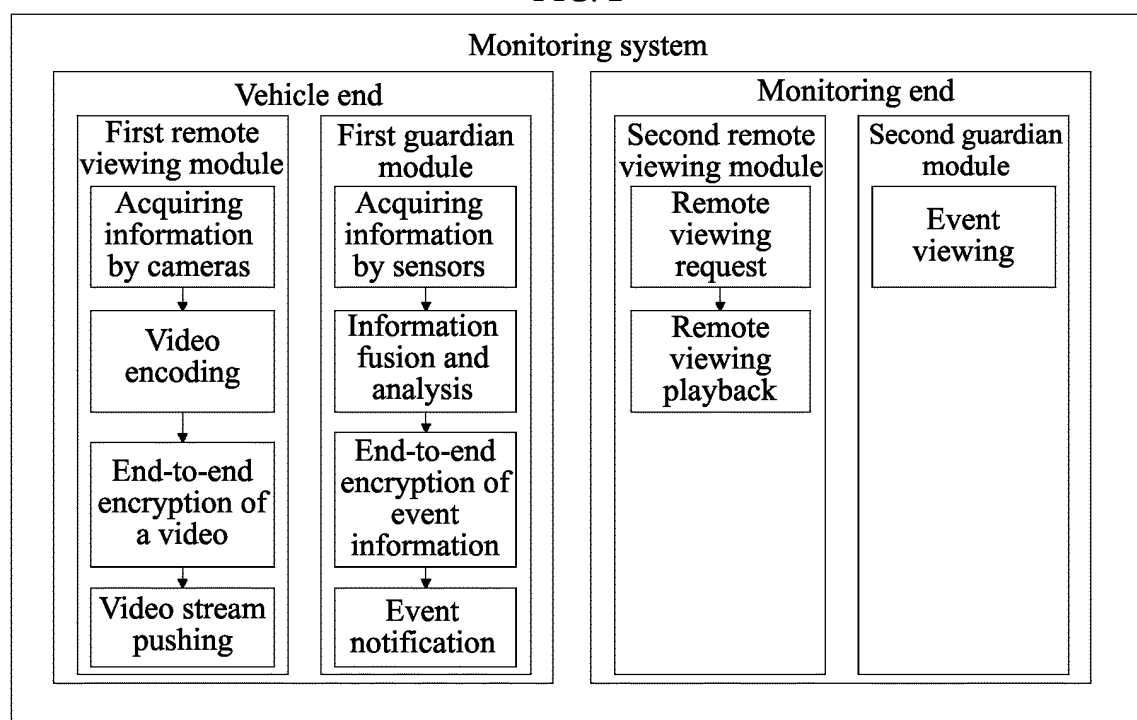 Monitoring system
Vehicle end
First remote
viewing module
Acquiring
information
by cameras
Video
encoding
End-to-end
encryption of
a video
Video stream
pushing
First guardian
module
Acquiring
information
by sensors
Information
fusion and
analysis
End-to-end
encryption of
event
information
Event
notification
Monitoring end
Second remote
viewing module
Remote
viewing
request
Remote
viewing
playback
Second guardian
module
Event
viewing